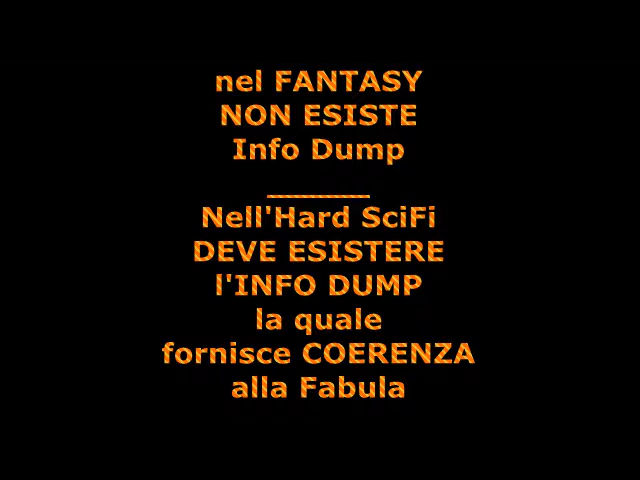 nel FANTASY
NON ESISTE
Info Dump
____________
Nell'Hard SciFi
DEVE ESISTERE
l'INFO DUMP
la quale
fornisce COERENZA
alla Fabula